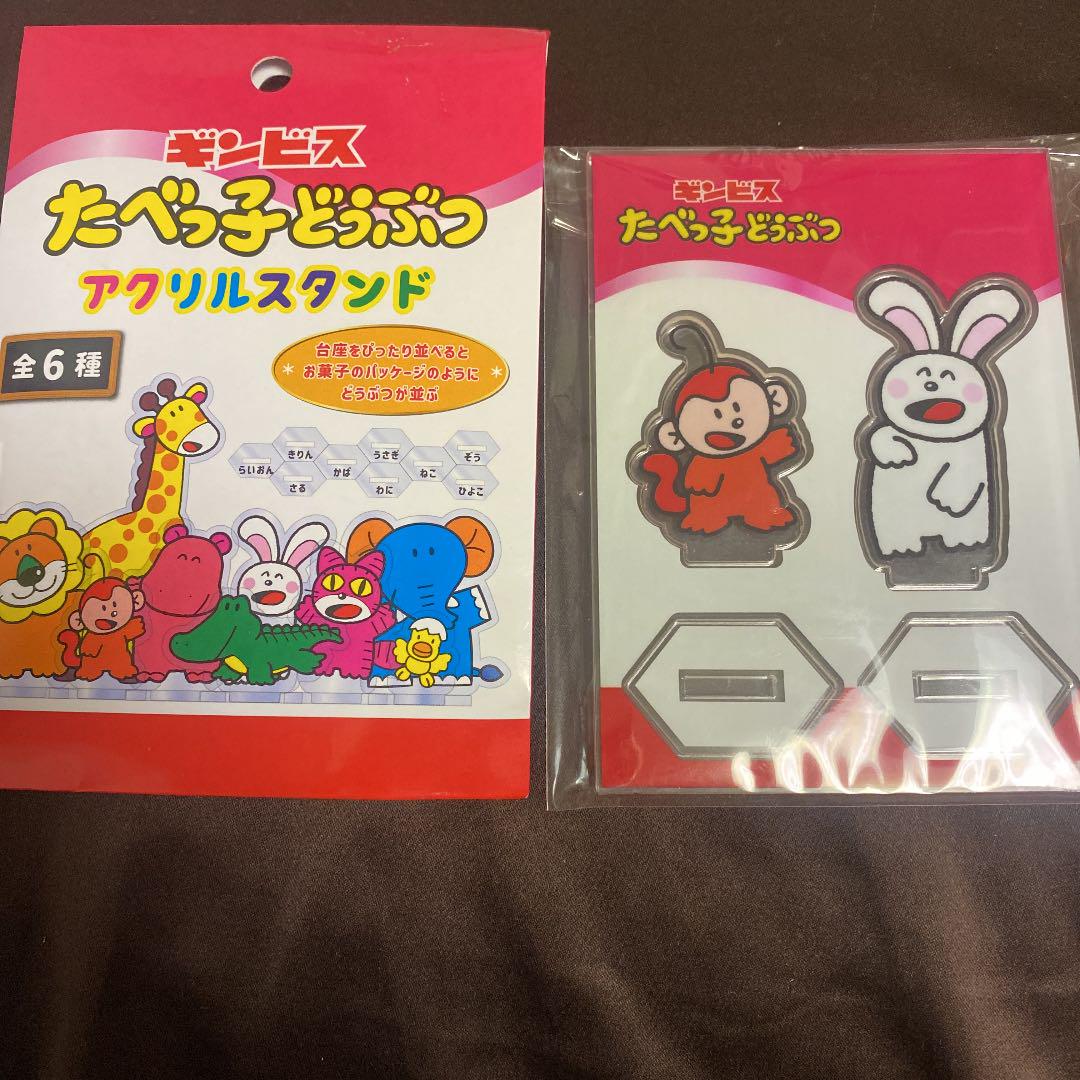 ギンビス
たべっ子どうぶつ
アクリルスタンド
全6種
台座をぴったり並べると
お菓子のパッケージのように
どうぶつが並ぶ
らいおん
きりん
さる
かば
うさぎ
わに
ねこ
ぞう
ひよこ
ギンビス
たべっ子どうぶつ